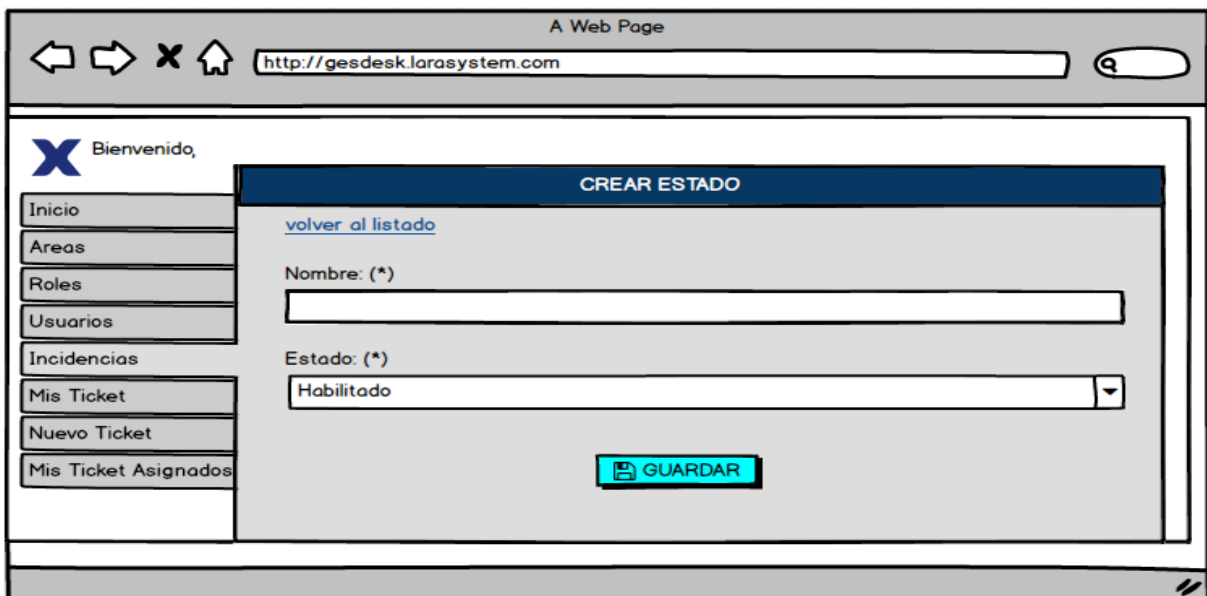 A Web Page
http://gesdesk.larasystem.com
Bienvenido,
CREAR ESTADO
Inicio
Areas
Roles
Usuarios
Incidencias
Mis Ticket
Nuevo Ticket
Mis Ticket Asignados
volver al listado
Nombre: (*)
Estado: (*)
Habilitado
GUARDAR